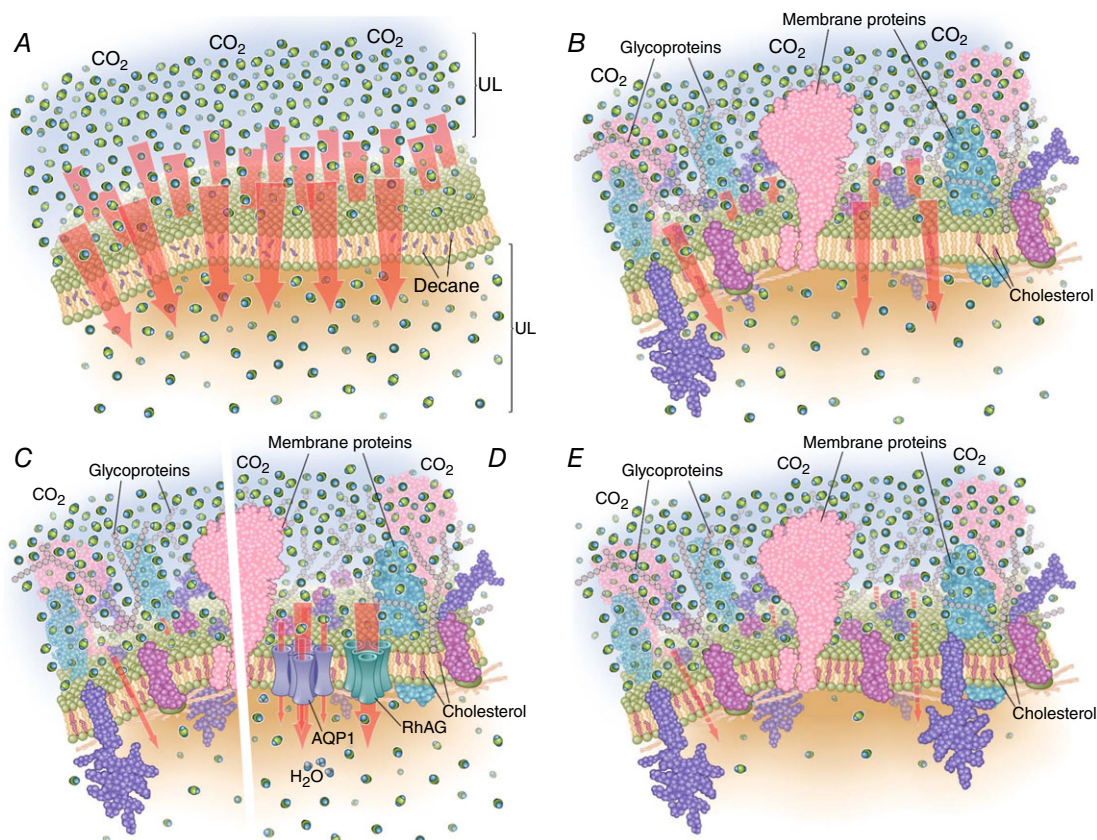 A
CO2
CO2
CO2
UL
Decane
UL
B
Membrane proteins
Glycoproteins
CO2
CO2
CO2
Cholesterol
C
Membrane proteins
Glycoproteins
CO2
CO2
CO2
D
Cholesterol
RhAG
AQP1
H2O
E
Membrane proteins
Glycoproteins
CO2
CO2
CO2
Cholesterol